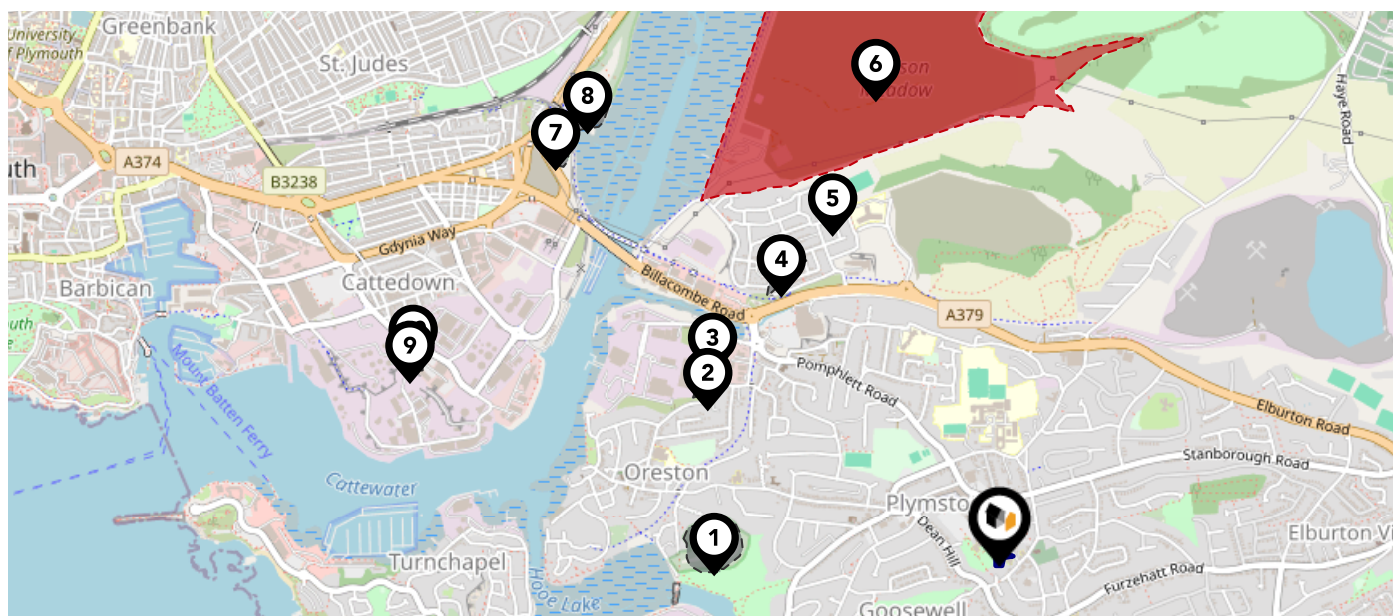 Greenbank
University
of Plymouth
St. Judes
8
7
6
A374
B3238
Haye Road
5
4
Gdynia Way
Cattedown
Barbican
Billacombe Road
A379
3
2
9
Mount Batten Ferry
Pomphlett Road
Elburton Road
Stanborough Road
Oreston
Cattewater
Plymsto
Dean Hill
1
Elburton Vi
Turnchapel
Hooe Lake
Furzehatt Road
Goosewell